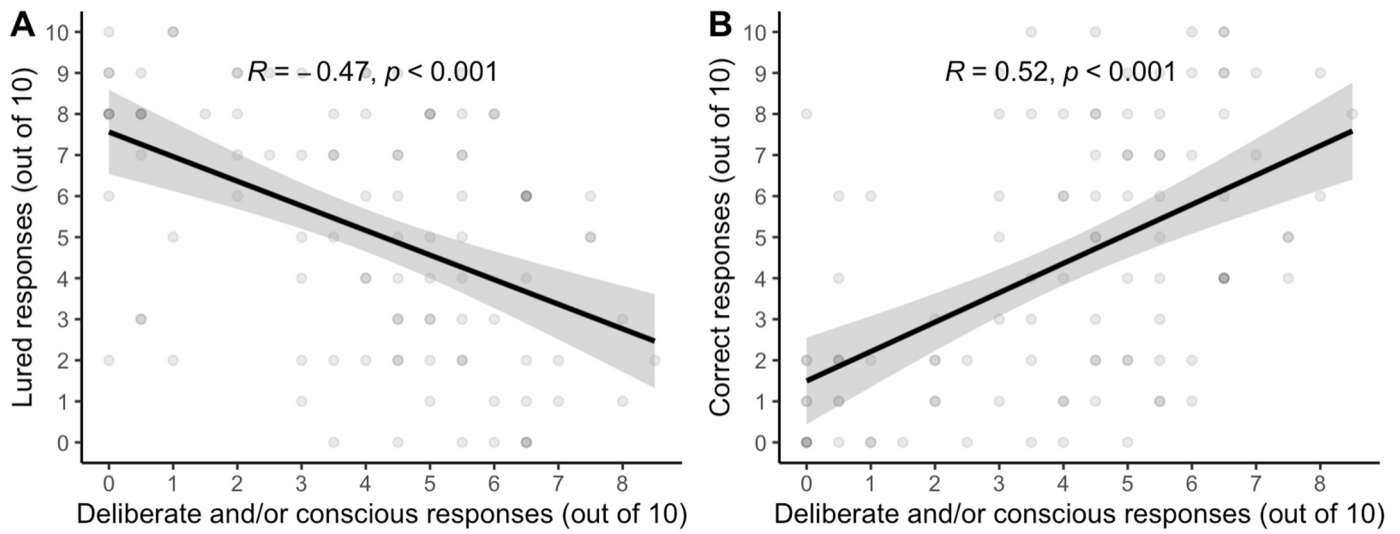 A
Lured responses (out of 10)
10
9
8
7
6
5
4
3
2
1
0
R = −0.47, p < 0.001
0 1 2 3 4 5 6 7 8
Deliberate and/or conscious responses (out of 10)
B
Correct responses (out of 10)
10
9
8
7
6
5
4
3
2
1
0
R = 0.52, p < 0.001
0 1 2 3 4 5 6 7 8
Deliberate and/or conscious responses (out of 10)